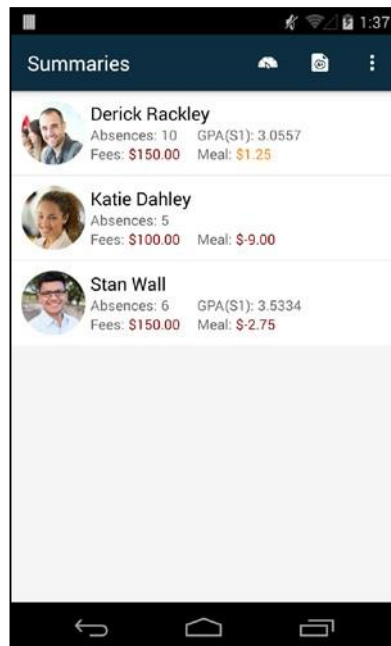 1:37
Summaries
Derick Rackley
Absences: 10 GPA(S1): 3.0557
Fees: $150.00 Meal: $1.25
Katie Dahley
Absences: 5
Fees: $100.00 Meal: $-9.00
Stan Wall
Absences: 6 GPA(S1): 3.5334
Fees: $150.00 Meal: $-2.75